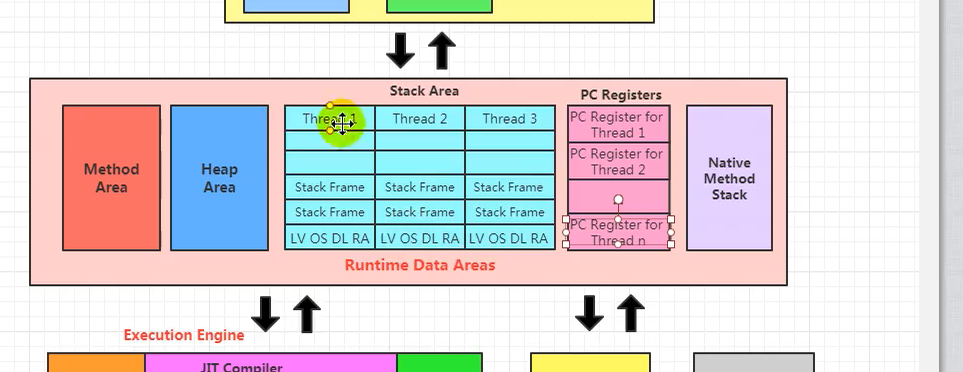 Stack Area
PC Registers
Method
Area
Heap
Area
Thread 1
Thread 2
Thread 3
Stack Frame
Stack Frame
Stack Frame
Stack Frame
Stack Frame
Stack Frame
LV OS DL RA
LV OS DL RA
LV OS DL RA
PC Register for
Thread 1
PC Register for
Thread 2
PC Register for
Thread n
Native
Method
Stack
Runtime Data Areas
Execution Engine
JIT Compiler